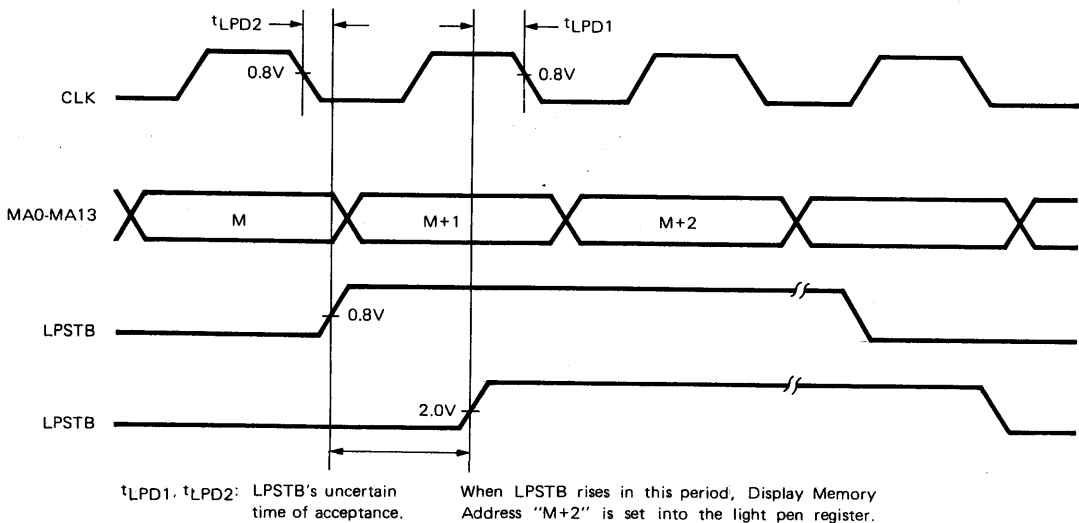 tLPD2
tLPD1
0.8V
0.8V
CLK
MA0-MA13
M
M+1
M+2
LPSTB
0.8V
LPSTB
2.0V
tLPD1, tLPD2: LPSTB's uncertain
time of acceptance.
When LPSTB rises in this period, Display Memory
Address "M+2" is set into the light pen register.